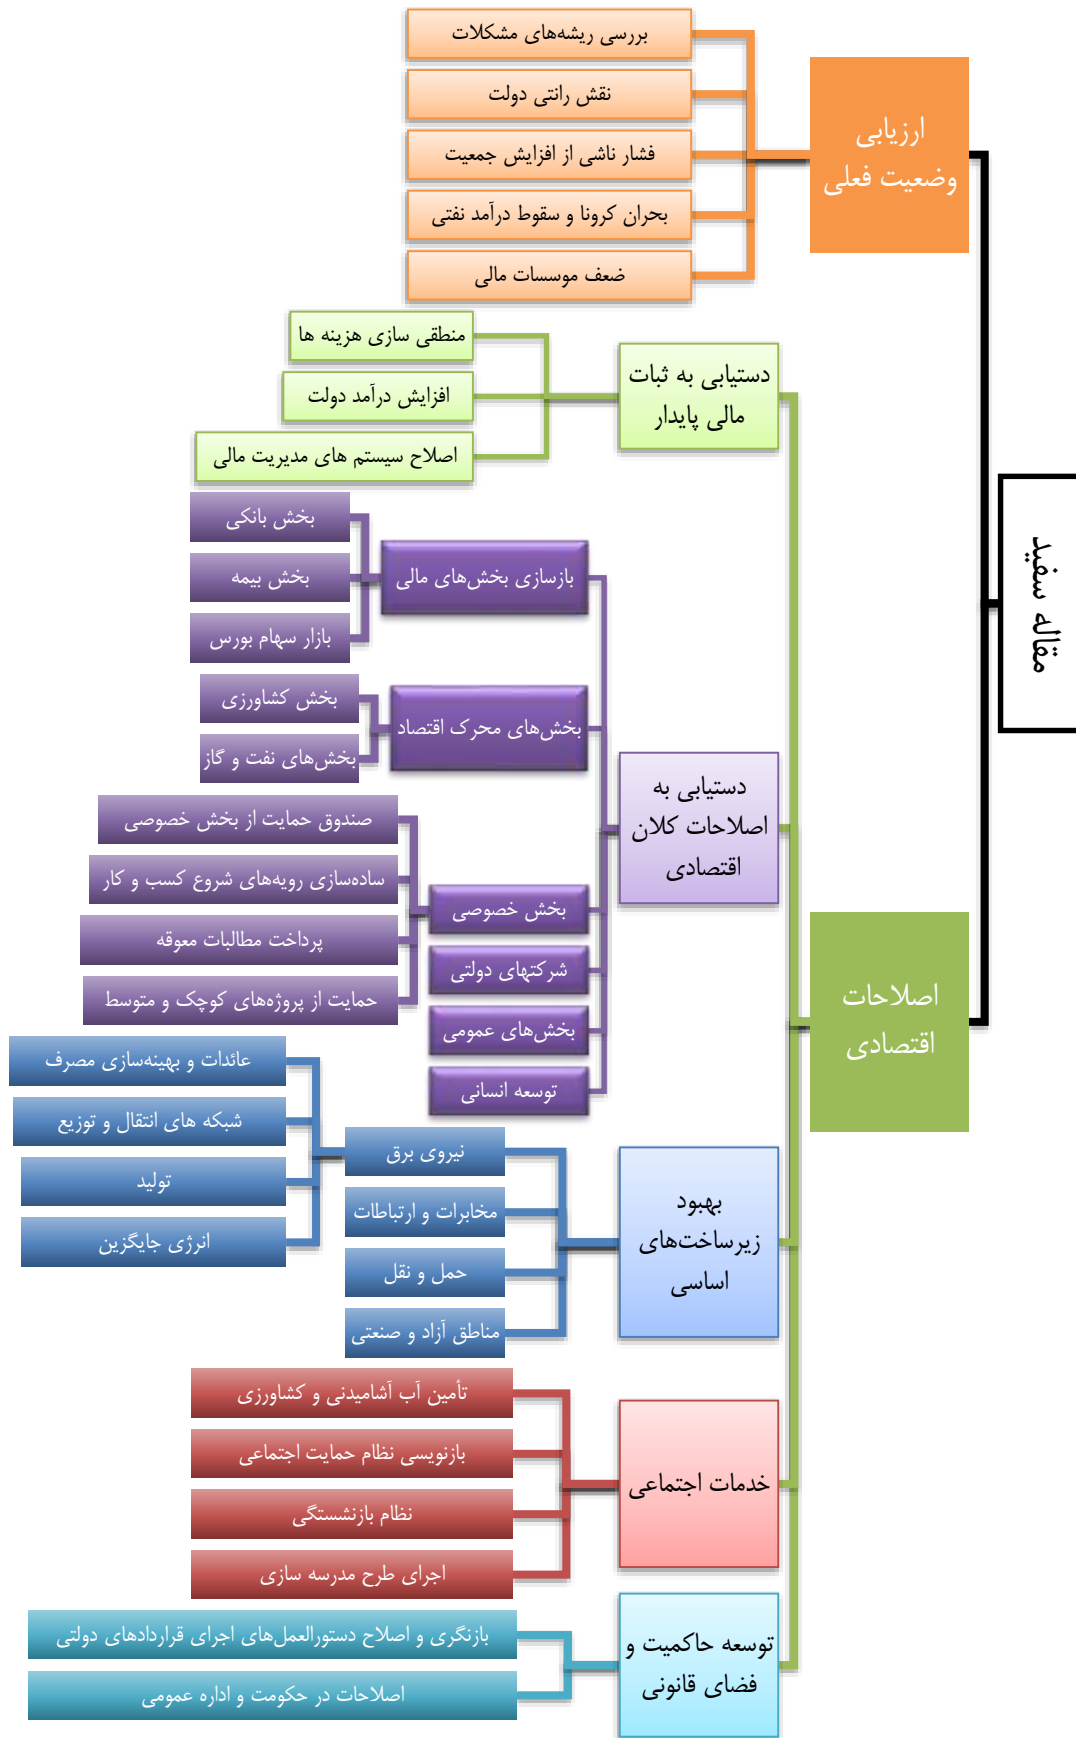 مقاله سفید
ارزیابی
وضعیت فعلی
بررسی ریشه‌های مشکلات
نقش رانتی دولت
فشار ناشی از افزایش جمعیت
بحران کرونا و سقوط درآمد نفتی
ضعف موسسات مالی
اصلاحات
اقتصادی
دستیابی به ثبات
مالی پایدار
منطقی سازی هزینه ها
افزایش درآمد دولت
اصلاح سیستم های مدیریت مالی
دستیابی به
اصلاحات کلان
اقتصادی
بازسازی بخش‌های مالی
بخش بانکی
بخش بیمه
بازار سهام بورس
بخش‌های محرک اقتصاد
بخش کشاورزی
بخش‌های نفت و گاز
بخش خصوصی
صندوق حمایت از بخش خصوصی
ساده‌سازی رویه‌های شروع کسب و کار
پرداخت مطالبات معوقه
حمایت از پروژه‌های کوچک و متوسط
شرکتهای دولتی
بخش‌های عمومی
توسعه انسانی
بهبود
زیرساخت‌های
اساسی
نیروی برق
عائدات و بهینه‌سازی مصرف
شبکه های انتقال و توزیع
تولید
انرژی جایگزین
مخابرات و ارتباطات
حمل و نقل
مناطق آزاد و صنعتی
خدمات اجتماعی
تأمین آب آشامیدنی و کشاورزی
بازنویسی نظام حمایت اجتماعی
نظام بازنشستگی
اجرای طرح مدرسه سازی
توسعه حاکمیت و
فضای قانونی
بازنگری و اصلاح دستورالعمل‌های اجرای قراردادهای دولتی
اصلاحات در حکومت و اداره عمومی